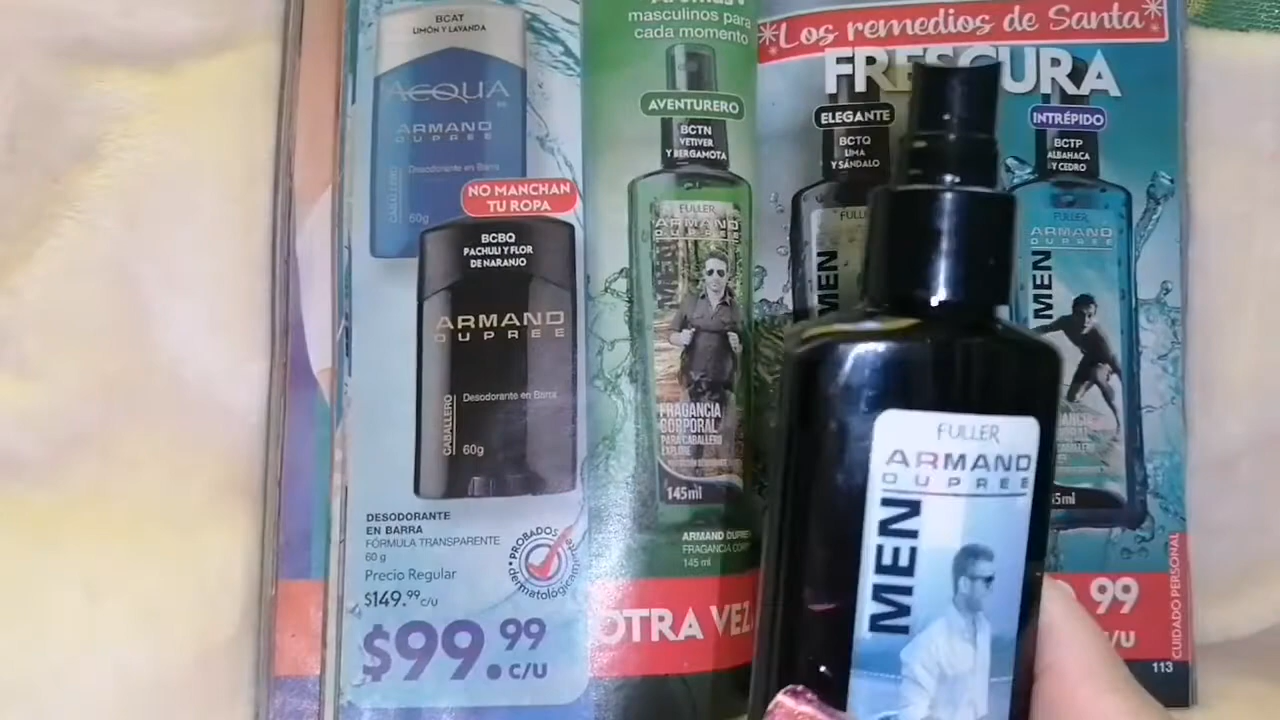 BCAT
LIMÓN Y LAVANDA
ACQUA
ARMAND
DUPREE
Desodorante en Barra
CABALLERO
60g
NO MANCHAN
TU ROPA
BCBQ
PACHULI Y FLOR
DE NARANJO
ARMAND
DUPREE
Desodorante en Barra
CABALLERO
60g
DESODORANTE
EN BARRA
FÓRMULA TRANSPARENTE
60 g
Precio Regular
$149.99 c/u
$99.99
c/u
PROBADOS
dermatológicamente
masculinos para
cada momento
AVENTURERO
BCTN
VETIVER
Y BERGAMOTA
FULLER
ARMAND
DUPREE
MEN
FRAGANCIA
CORPORAL
PARA CABALLERO
EXPLORE
145ml
ARMAND DUPREE
FRAGANCIA
145 ml
OTRA VEZ
Los remedios de Santa
FRESCURA
ELEGANTE
BCTQ
LIMA
Y SÁNDALO
MEN
INTRÉPIDO
BCTP
ALBAHACA
Y CEDRO
FULLER
ARMAND
DUPREE
MEN
FULLER
ARMAND
DUPREE
MEN
99
c/u
CUIDADO PERSONAL
113